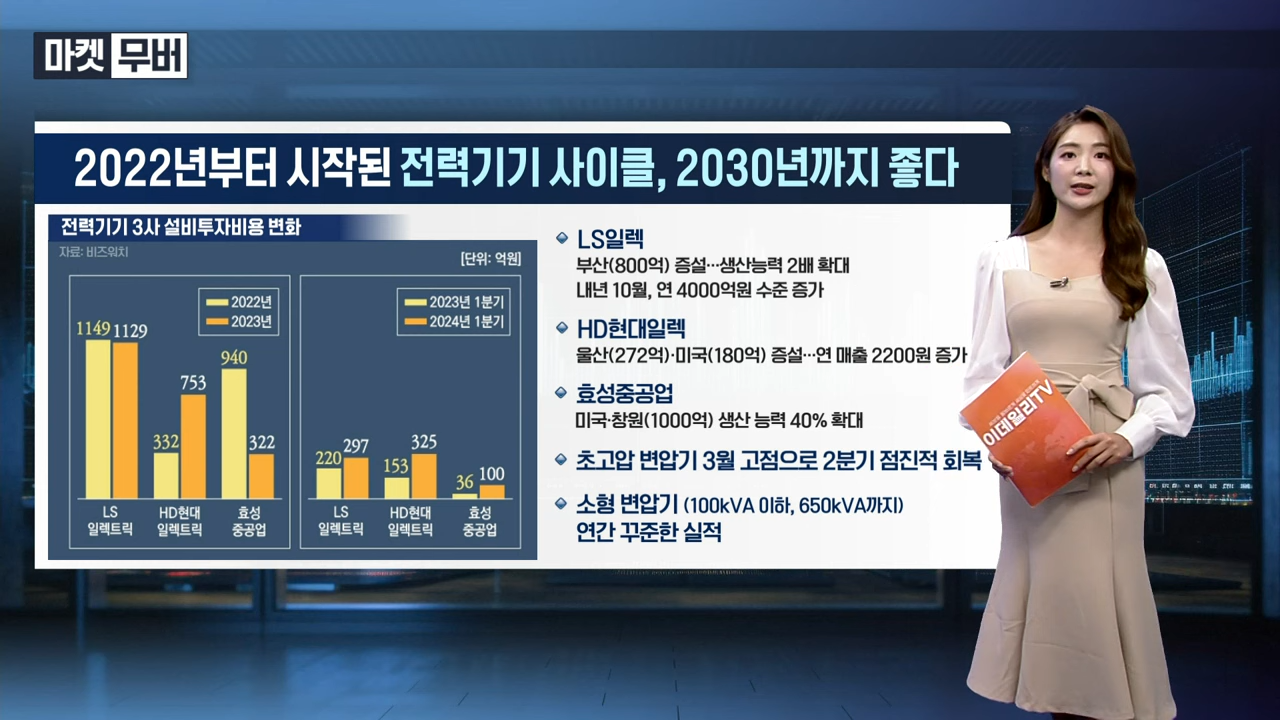 마켓 무버
2022년부터 시작된 전력기기 사이클, 2030년까지 좋다
전력기기 3사 설비투자비용 변화
자료: 비즈워치
[단위: 억원]
2022년
2023년
1149 1129
332 753
940 322
LS 일렉트릭
HD현대 일렉트릭
효성 중공업
2023년 1분기
2024년 1분기
220 297
153 325
36 100
LS 일렉트릭
HD현대 일렉트릭
효성 중공업
LS일렉
부산(800억) 증설···생산능력 2배 확대
내년 10월, 연 4000억원 수준 증가
HD현대일렉
울산(272억)·미국(180억) 증설···연 매출 2200원 증가
효성중공업
미국·창원(1000억) 생산 능력 40% 확대
초고압 변압기 3월 고점으로 2분기 점진적 회복
소형 변압기 (100kVA 이하, 650kVA까지)
연간 꾸준한 실적
이데일리TV